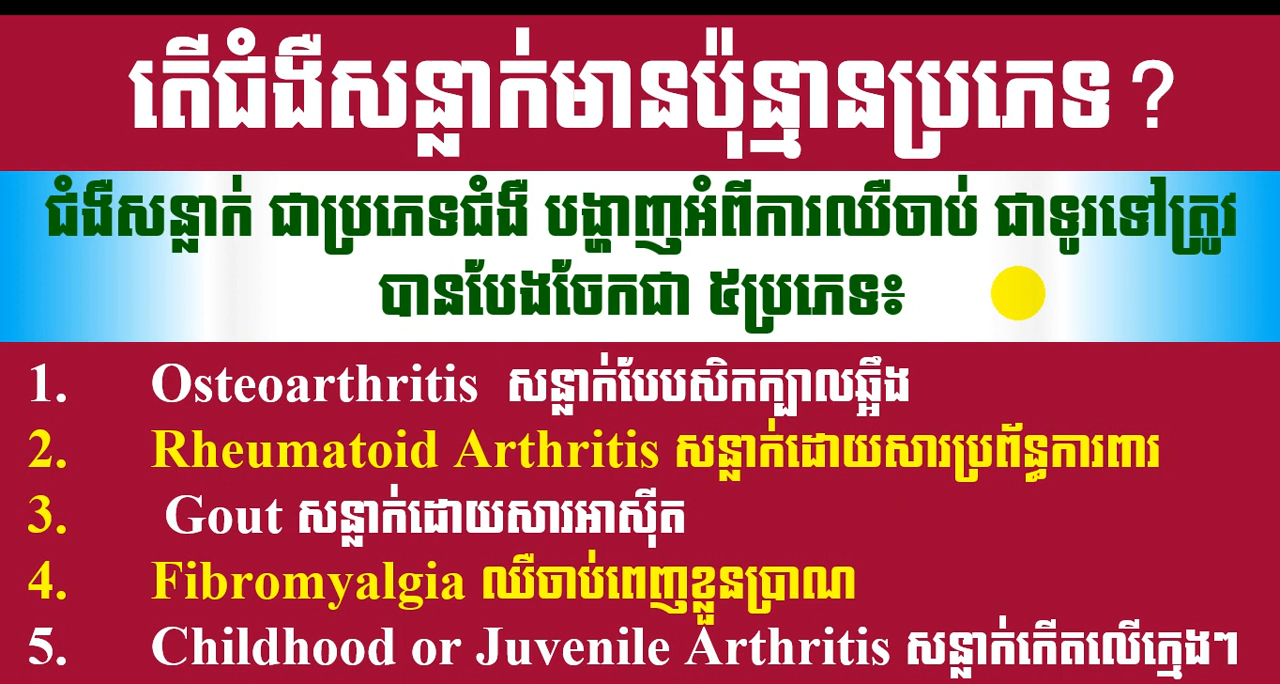 តើជំងឺសន្លាក់មានប៉ុន្មានប្រភេទ?
ជំងឺសន្លាក់ ជាប្រភេទជំងឺ បង្ហាញអំពីការឈឺចាប់ ជាទូរទៅត្រូវ
បានបែងចែកជា ៥ប្រភេទ៖
1. Osteoarthritis សន្លាក់បែបសិកក្បាលឆ្អឹង
2. Rheumatoid Arthritis សន្លាក់ដោយសារប្រព័ន្ធការពារ
3. Gout សន្លាក់ដោយសារអាស៊ីត
4. Fibromyalgia ឈឺចាប់ពេញខ្លួនប្រាណ
5. Childhood or Juvenile Arthritis សន្លាក់កើតលើក្មេងៗ